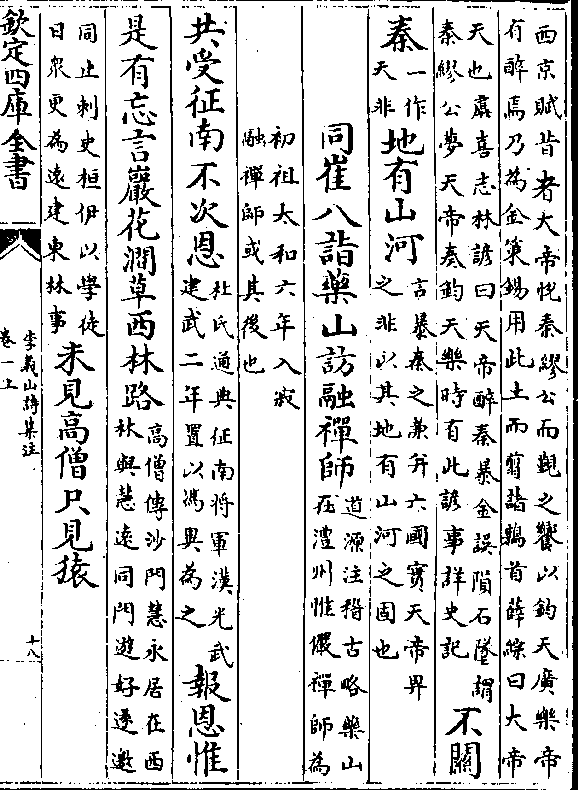 西京賦昔者大帝悅秦繆公而覲之饗以鈞天廣樂帝
有醉焉乃為金策錫用此土而翦諸鶉首薛綜曰大帝
天也虞喜志林諺曰天帝醉秦暴金誤隕石墜謂
秦繆公夢天帝奏鈞天樂時有此諺事詳史記
不關
秦
一作
天非
地有山河
言暴秦之兼并六國實天帝畀
之非以其地有山河之固也
同崔八詣藥山訪融禪師
道源注稽古略藥山
在澧州惟儼禪師為
初祖太和六年入寂
融禪師或其後也
共受征南不次恩
杜氏通典征南將軍漢光武
建武二年置以馮異為之
報恩惟
是有忘言巖花澗草西林路
高僧傳沙門慧永居在西
林與慧遠同門遊好遂邀
同止刺史桓伊以學徒
日衆更為遠建東林事
未見高僧只見猿
欽定四庫全書
李義山詩集注
卷一上
十八